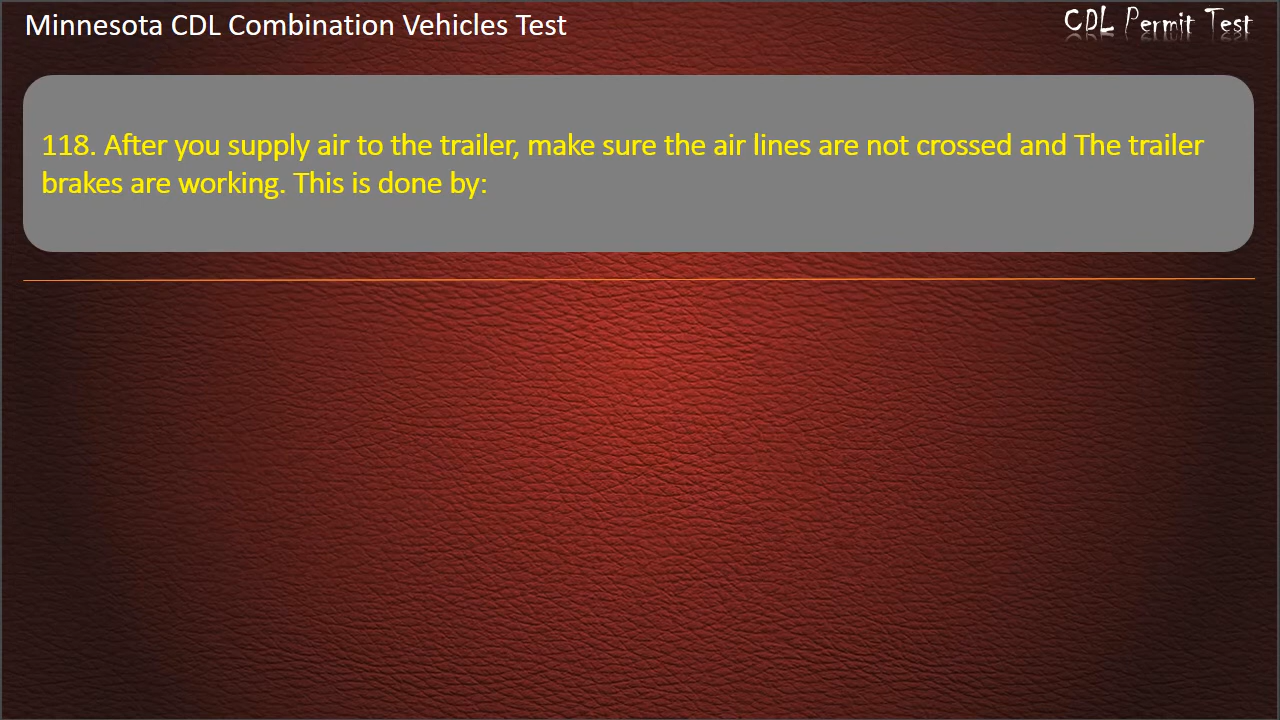 Minnesota CDL Combination Vehicles Test
CDL Permit Test
118. After you supply air to the trailer, make sure the air lines are not crossed and The trailer
brakes are working. This is done by: